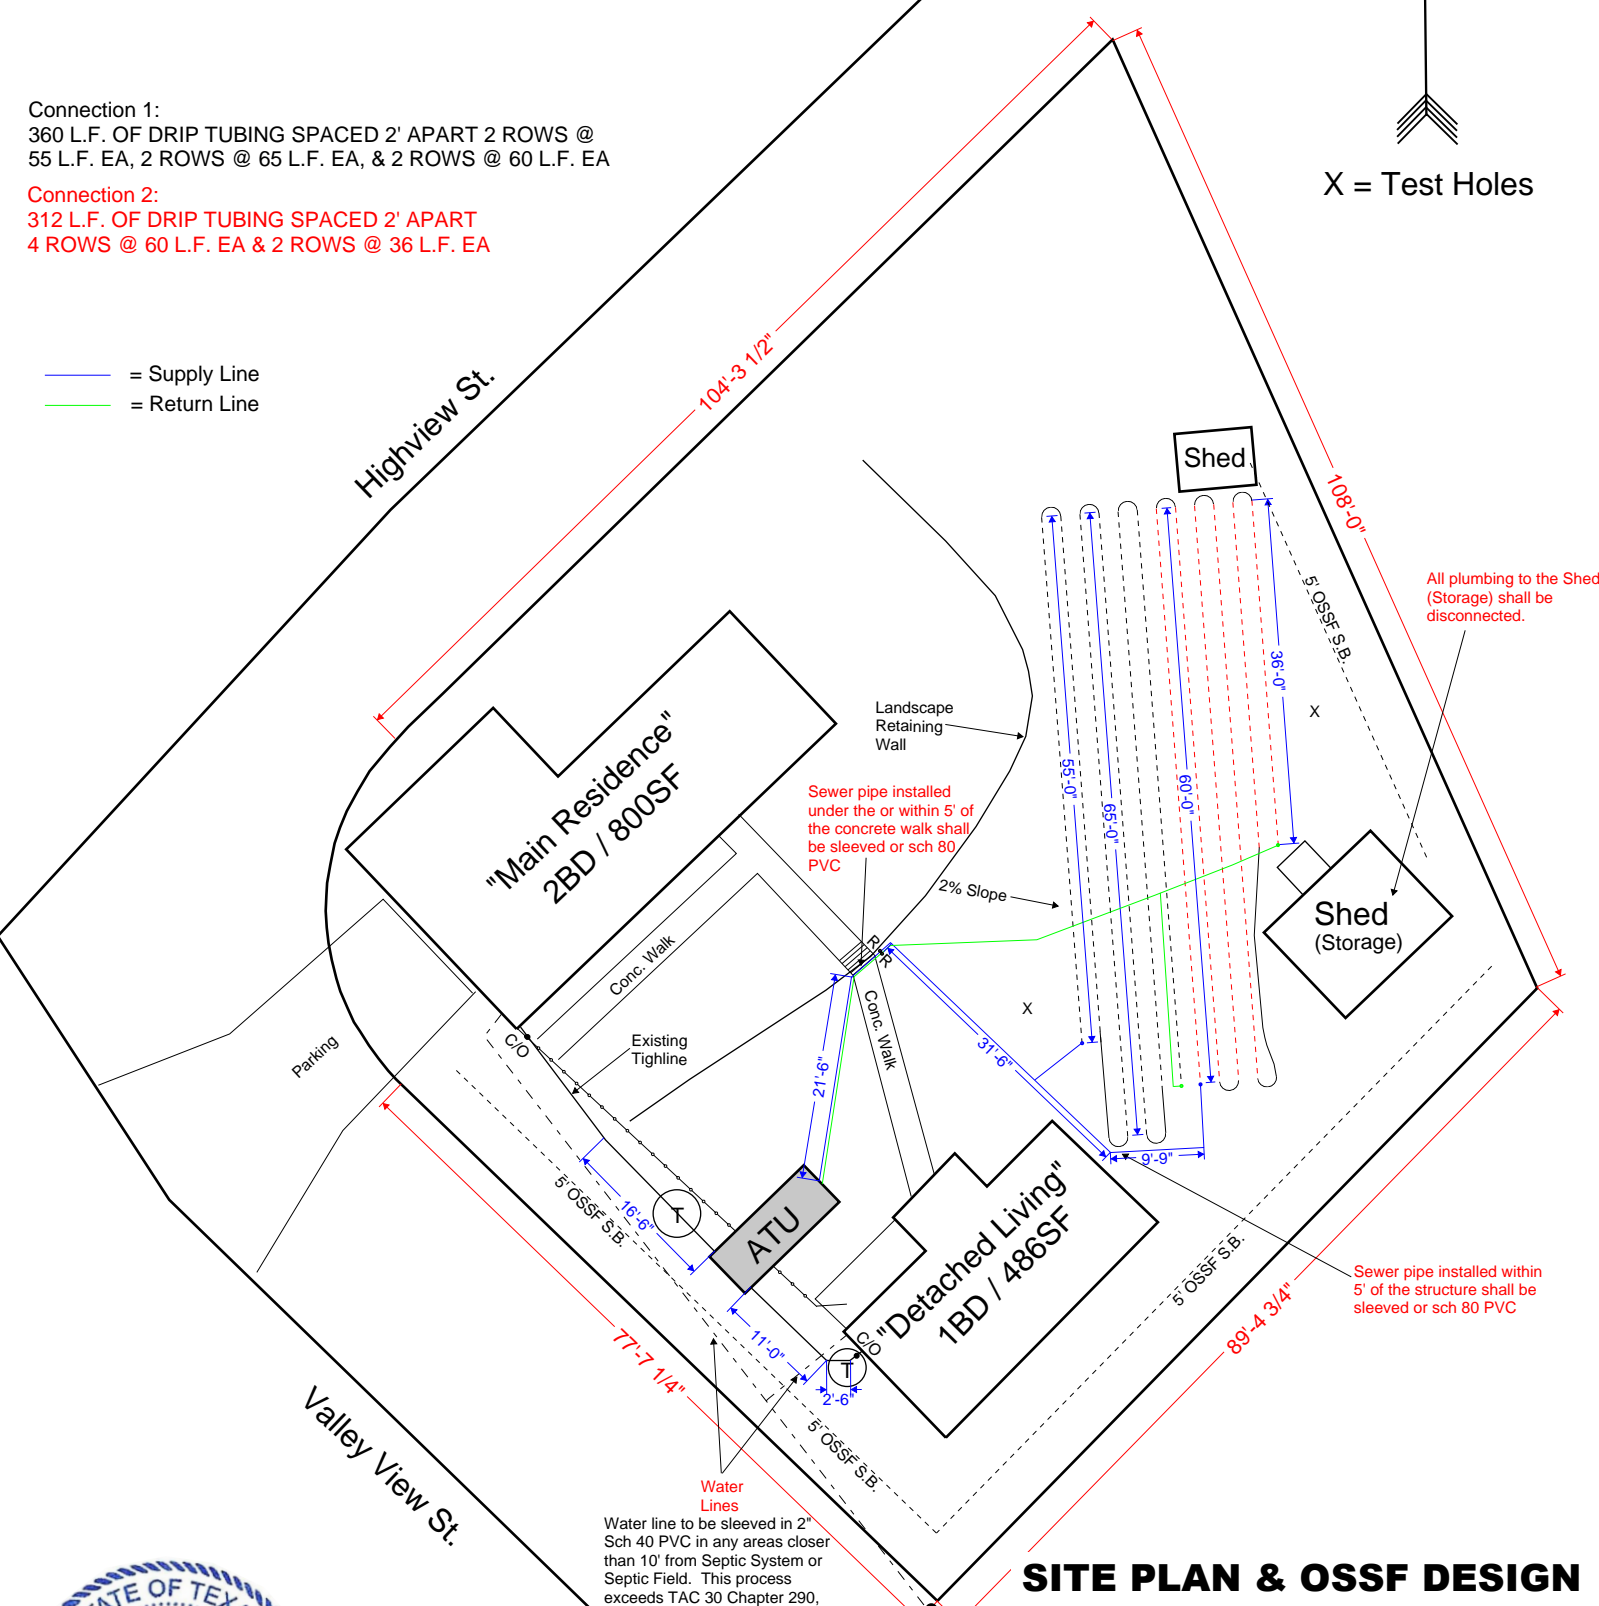 Connection 1:
360 L.F. OF DRIP TUBING SPACED 2' APART 2 ROWS @
55 L.F. EA, 2 ROWS @ 65 L.F. EA, & 2 ROWS @ 60 L.F. EA
Connection 2:
312 L.F. OF DRIP TUBING SPACED 2' APART
4 ROWS @ 60 L.F. EA & 2 ROWS @ 36 L.F. EA
X = Test Holes
= Supply Line
= Return Line
Highview St.
104'-3 1/2"
108'-0"
Shed
5' OSSF S.B.
All plumbing to the Shed
(Storage) shall be
disconnected.
36'-0"
X
Landscape
Retaining
Wall
"Main Residence"
2BD / 800SF
55'-0"
65'-0"
60'-0"
Sewer pipe installed
under the or within 5' of
the concrete walk shall
be sleeved or sch 80
PVC
2% Slope
Shed
(Storage)
R
R
Conc. Walk
Conc. Walk
X
C/O
Existing
Tighline
Parking
21'-6"
31'-6"
9'-9"
5' OSSF S.B.
16'-6"
T
ATU
"Detached Living"
1BD / 486SF
5' OSSF S.B.
Sewer pipe installed within
5' of the structure shall be
sleeved or sch 80 PVC
89'-4 3/4"
77'-7 1/4"
11'-0"
C/O
T
2'-6"
5' OSSF S.B.
Valley View St.
Water
Lines
Water line to be sleeved in 2"
Sch 40 PVC in any areas closer
than 10' from Septic System or
Septic Field. This process
exceeds TAC 30 Chapter 290,
SITE PLAN & OSSF DESIGN